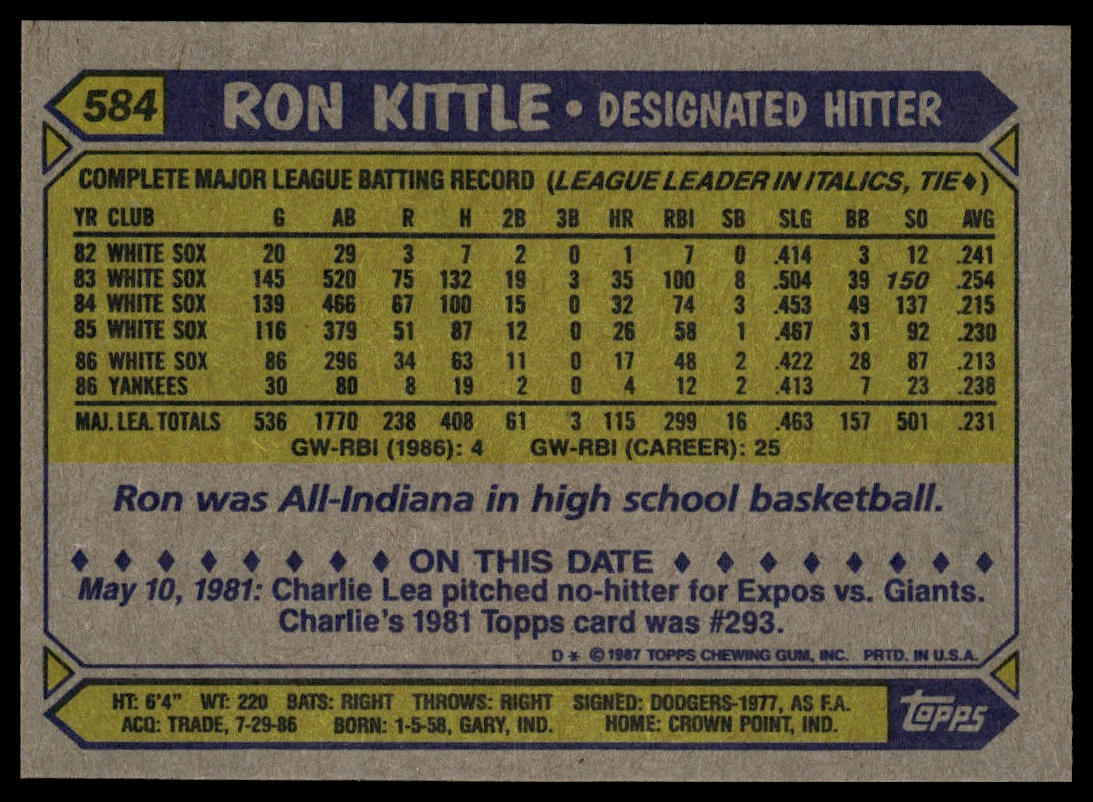 584 RON KITTLE • DESIGNATED HITTER
COMPLETE MAJOR LEAGUE BATTING RECORD (LEAGUE LEADER IN ITALICS, TIE♦)
YR CLUB G AB R H 2B 3B HR RBI SB SLG BB SO AVG
82 WHITE SOX 20 29 3 7 2 0 1 7 0 .414 3 12 .241
83 WHITE SOX 145 520 75 132 19 3 35 100 8 .504 39 150 .254
84 WHITE SOX 139 466 67 100 15 0 32 74 3 .453 49 137 .215
85 WHITE SOX 116 379 51 87 12 0 26 58 1 .467 31 92 .230
86 WHITE SOX 86 296 34 63 11 0 17 48 2 .422 28 87 .213
86 YANKEES 30 80 8 19 2 0 4 12 2 .413 7 23 .238
MAJ. LEA. TOTALS 536 1770 238 408 61 3 115 299 16 .463 157 501 .231
GW-RBI (1986): 4 GW-RBI (CAREER): 25
Ron was All-Indiana in high school basketball.
♦ ♦ ♦ ♦ ♦ ♦ ♦ ♦ ON THIS DATE ♦ ♦ ♦ ♦ ♦ ♦ ♦ ♦
May 10, 1981: Charlie Lea pitched no-hitter for Expos vs. Giants.
Charlie's 1981 Topps card was #293.
D* ©1987 TOPPS CHEWING GUM, INC. PRTD. IN U.S.A.
HT: 6'4" WT: 220 BATS: RIGHT THROWS: RIGHT SIGNED: DODGERS-1977, AS F.A.
ACQ: TRADE, 7-29-86 BORN: 1-5-58, GARY, IND. HOME: CROWN POINT, IND.
TOPPS